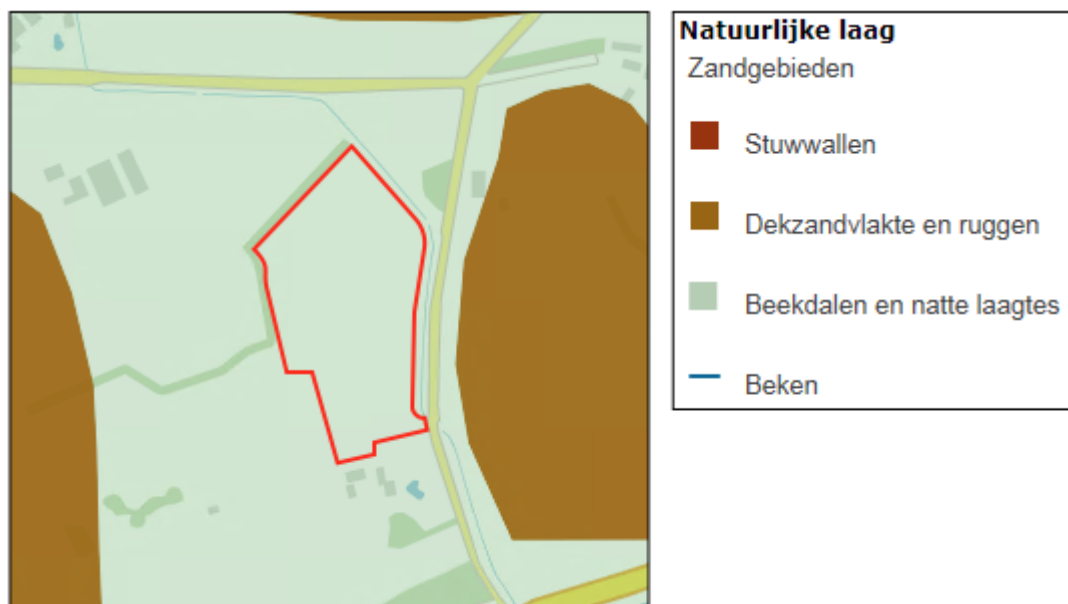 Natuurlijke laag
Zandgebieden
Stuwwallen
Dekzandvlakte en ruggen
Beekdalen en natte laagtes
Beken